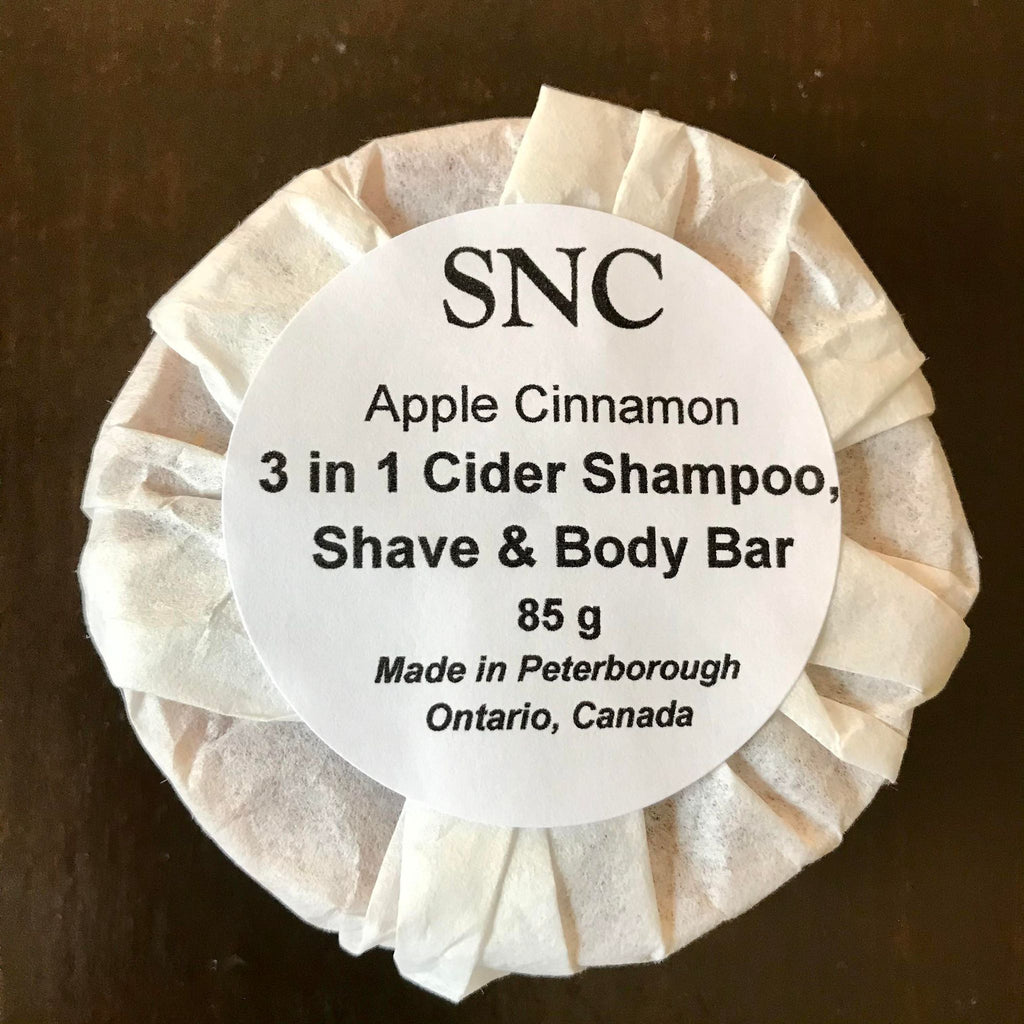 SNC
Apple Cinnamon
3 in 1 Cider Shampoo,
Shave & Body Bar
85 g
Made in Peterborough
Ontario, Canada